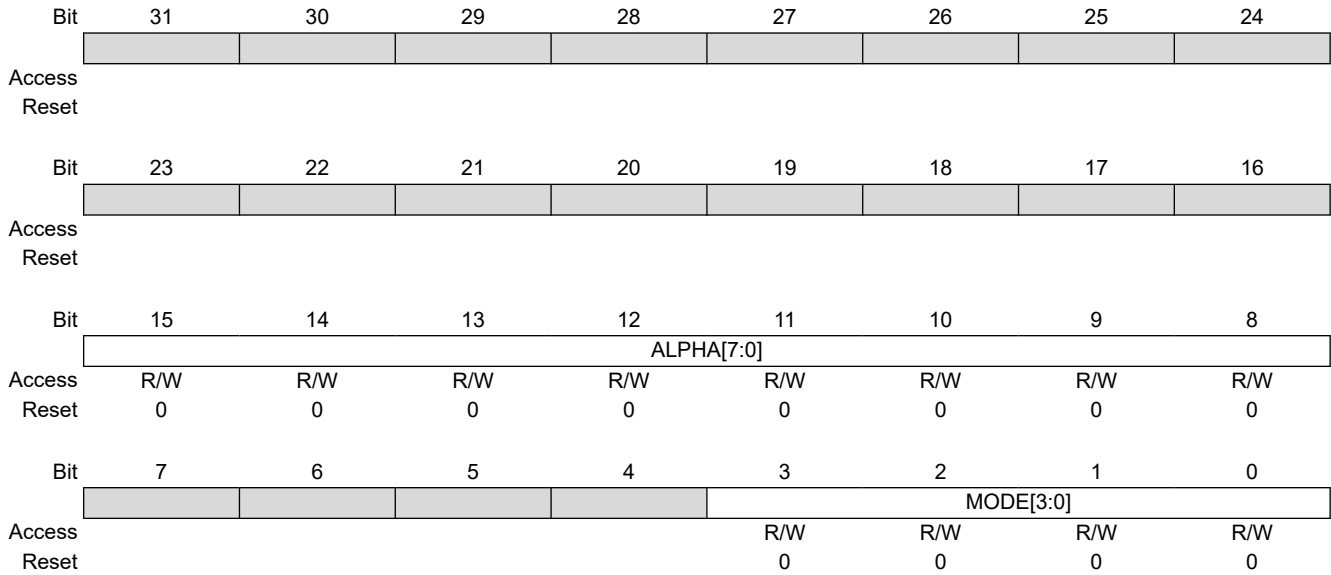 Bit 31 30 29 28 27 26 25 24
Access
Reset
Bit 23 22 21 20 19 18 17 16
Access
Reset
Bit 15 14 13 12 11 10 9 8
ALPHA[7:0]
Access R/W R/W R/W R/W R/W R/W R/W R/W
Reset 0 0 0 0 0 0 0 0
Bit 7 6 5 4 3 2 1 0
MODE[3:0]
Access R/W R/W R/W R/W
Reset 0 0 0 0